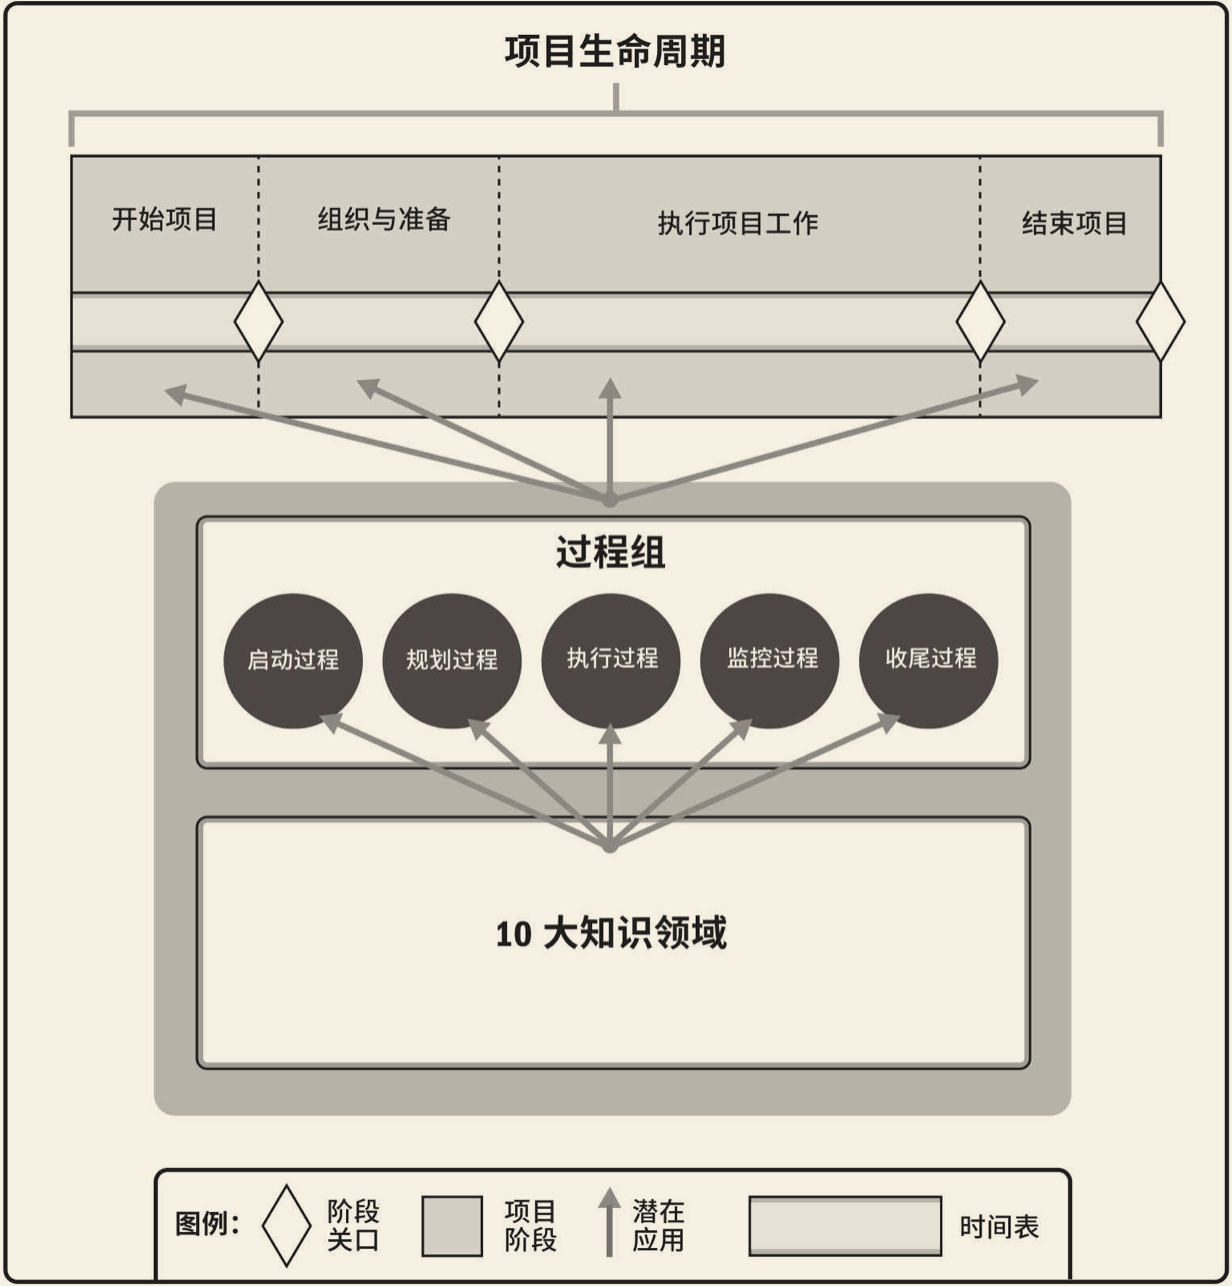 项目生命周期
开始项目
组织与准备
执行项目工作
结束项目
过程组
启动过程
规划过程
执行过程
监控过程
收尾过程
10 大知识领域
图例：
阶段
关口
项目
阶段
潜在
应用
时间表